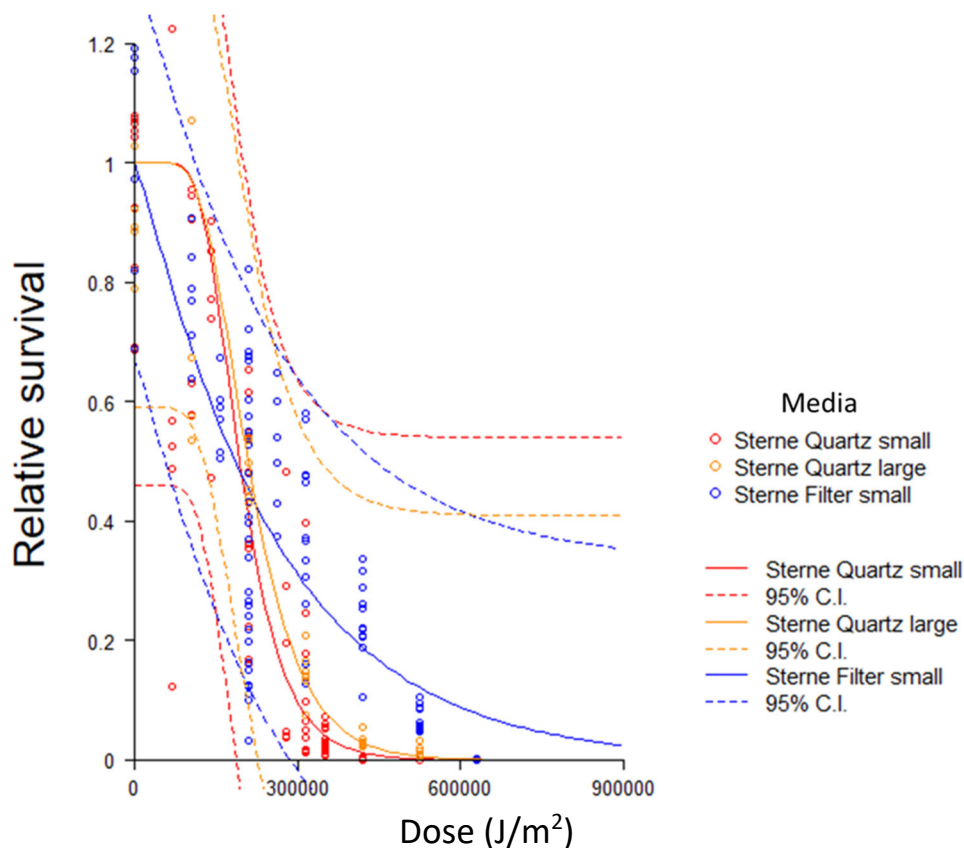 1.2
1
0.8
0.6
0.4
0.2
0
Relative survival
0
300000
600000
900000
Dose (J/m²)
Media
Sterne Quartz small
Sterne Quartz large
Sterne Filter small
Sterne Quartz small
95% C.I.
Sterne Quartz large
95% C.I.
Sterne Filter small
95% C.I.